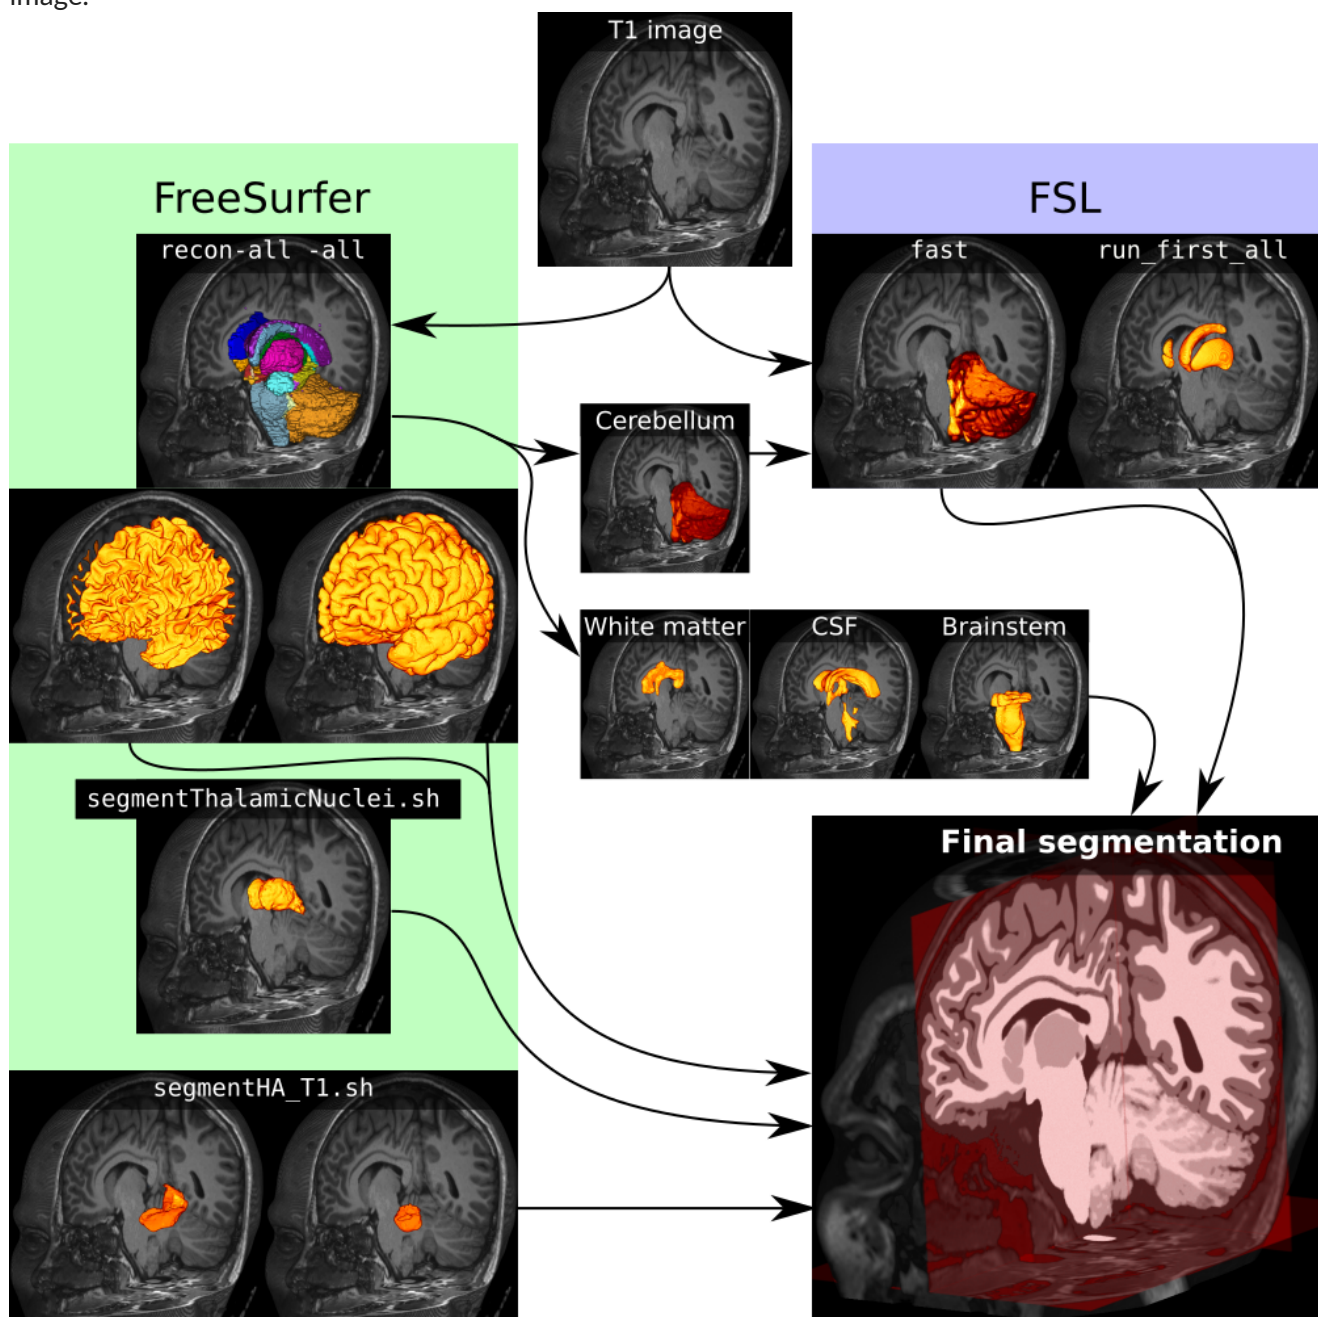 image.
T1 image
FreeSurfer
FSL
recon-all -all
fast
run_first_all
Cerebellum
White matter
CSF
Brainstem
segmentThalamicNuclei.sh
Final segmentation
segmentHA_T1.sh